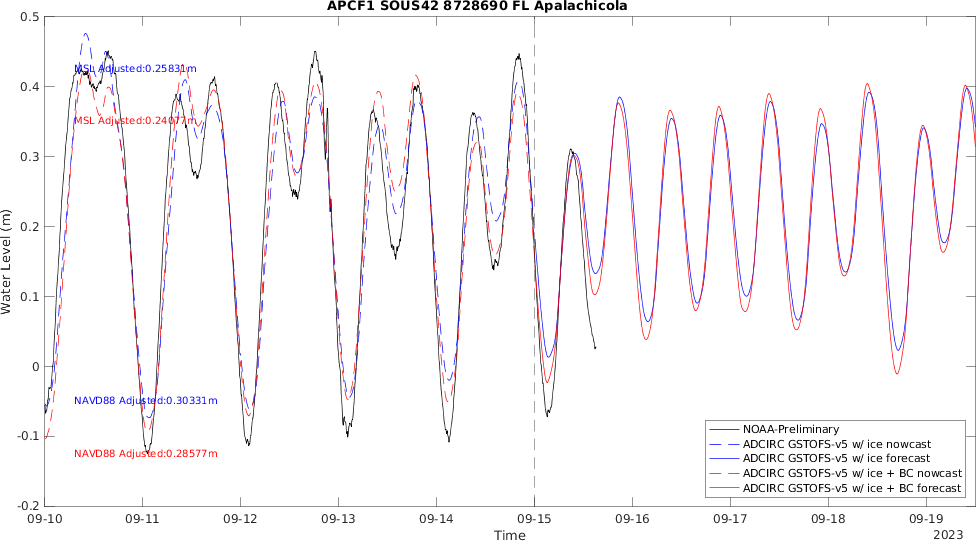 APCF1 SOUS42 8728690 FL Apalachicola
0.5
0.4
0.3
0.2
0.1
0
-0.1
-0.2
Water Level (m)
MSL Adjusted:0.25831m
MSL Adjusted:0.24077m
NAVD88 Adjusted:0.30331m
NAVD88 Adjusted:0.28577m
NOAA-Preliminary
ADCIRC GSTOFS-v5 w/ ice nowcast
ADCIRC GSTOFS-v5 w/ ice forecast
ADCIRC GSTOFS-v5 w/ ice + BC nowcast
ADCIRC GSTOFS-v5 w/ ice + BC forecast
09-10 09-11 09-12 09-13 09-14 09-15 09-16 09-17 09-18 09-19
Time
2023